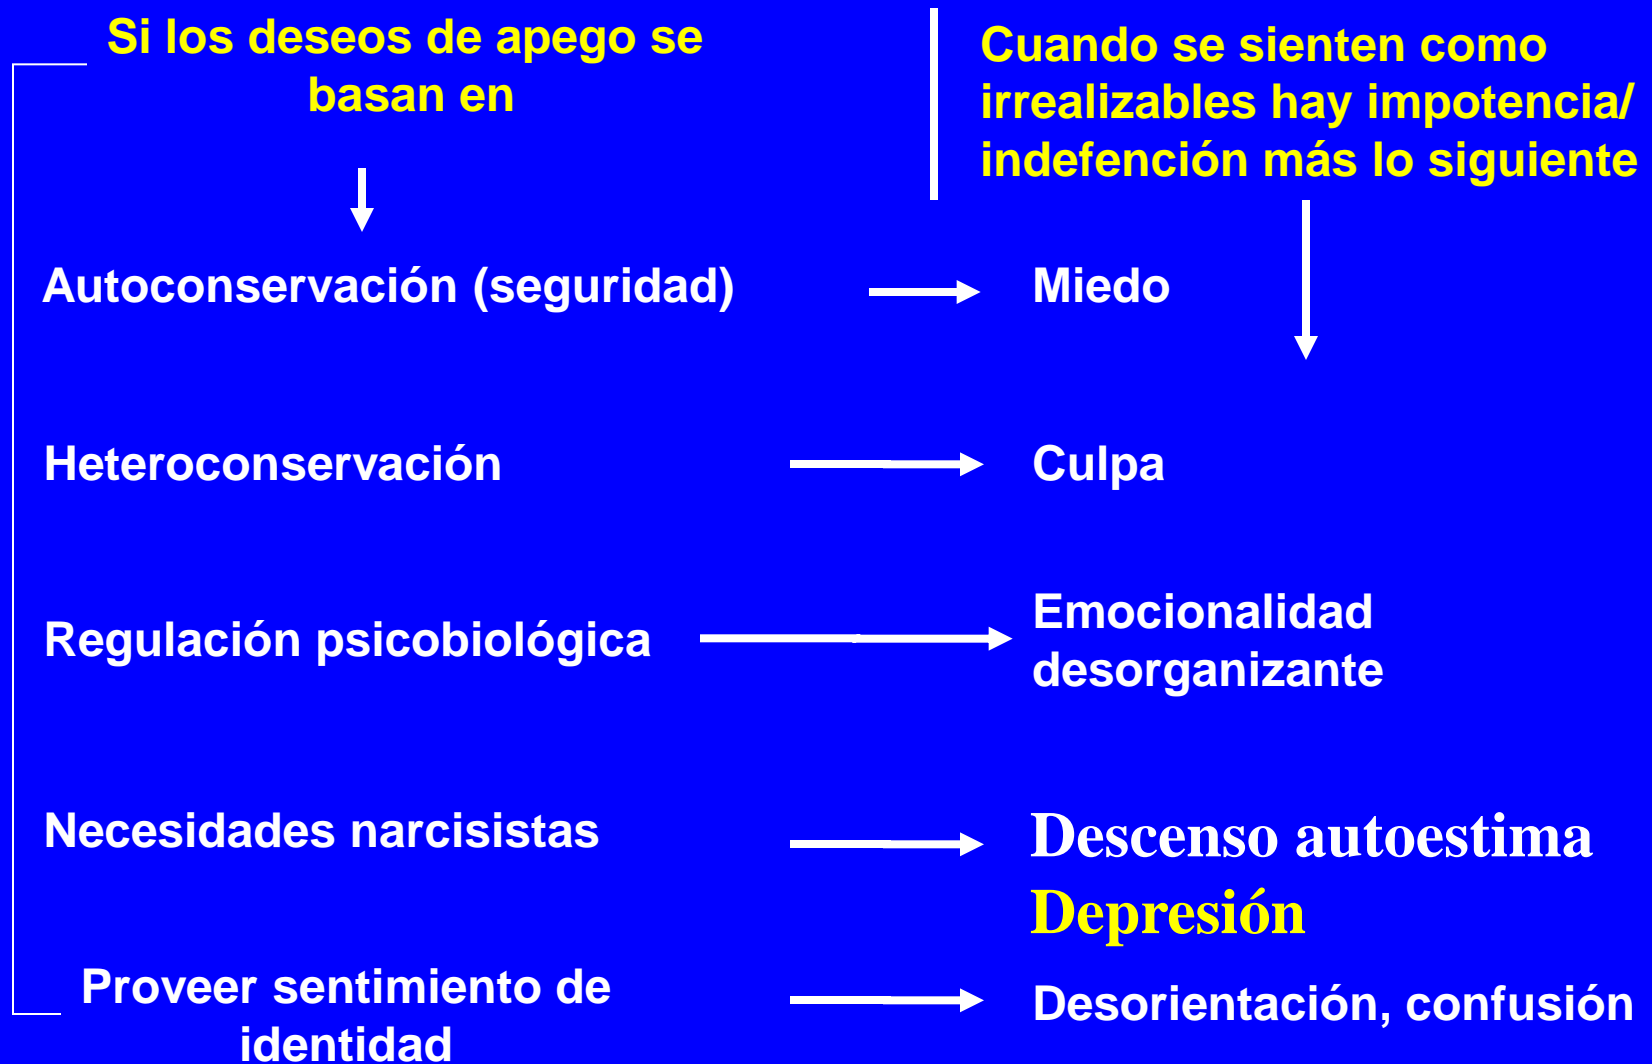 Si los deseos de apego se
basan en
Cuando se sienten como
irrealizables hay impotencia/
indefención más lo siguiente
Autoconservación (seguridad)
Miedo
Heteroconservación
Culpa
Regulación psicobiológica
Emocionalidad
desorganizante
Necesidades narcisistas
Descenso autoestima
Depresión
Proveer sentimiento de
identidad
Desorientación, confusión